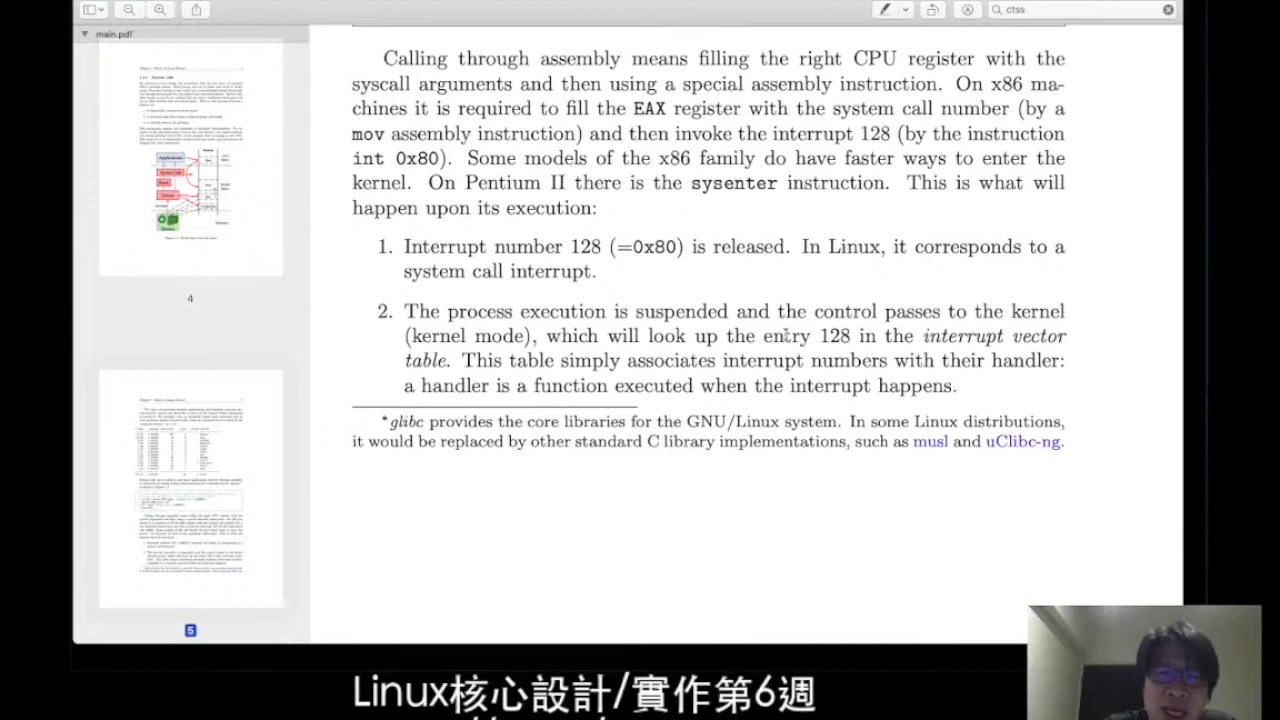 ctss
main.pdf
Calling through assembly means filling the right CPU register with the
syscall arguments and then using a special assembly instruction. On x86 ma-
chines it is required to fill the EAX register with the system call number (by a
mov assembly instruction) and then invoke the interrupt 128 (by the instruction
int 0x80). Some models of the x86 family do have faster ways to enter the
kernel. On Pentium II there is the sysenter instruction. This is what will
happen upon its execution:
1. Interrupt number 128 (=0x80) is released. In Linux, it corresponds to a
system call interrupt.
2. The process execution is suspended and the control passes to the kernel
(kernel mode), which will look up the entry 128 in the interrupt vector
table. This table simply associates interrupt numbers with their handler:
a handler is a function executed when the interrupt happens.
*glibc provides the core libraries for the GNU/Linux systems. For some distributions,
it would be replaced by other standard C library implementations such as musl and uClibc-ng.
4
5
Linux核心設計/實作第6週